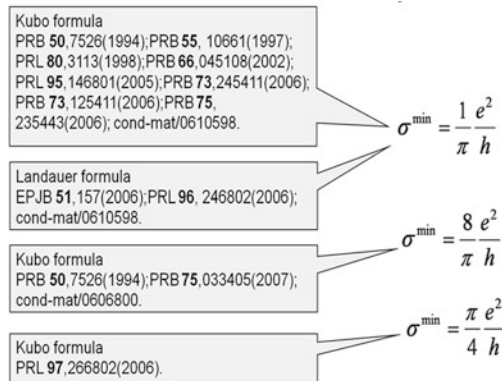 Kubo formula
PRB 50,7526(1994);PRB 55, 10661(1997);
PRL 80,3113(1998);PRB 66,045108(2002);
PRL 95,146801(2005);PRB 73,245411(2006);
PRB 73,125411(2006);PRB 75,
235443(2006); cond-mat/0610598.
σ^min = 1/π e²/h
Landauer formula
EPJB 51,157(2006);PRL 96, 246802(2006);
cond-mat/0610598.
Kubo formula
PRB 50,7526(1994);PRB 75,033405(2007);
cond-mat/0606800.
σ^min = 8/π e²/h
Kubo formula
PRL 97,266802(2006).
σ^min = π/4 e²/h